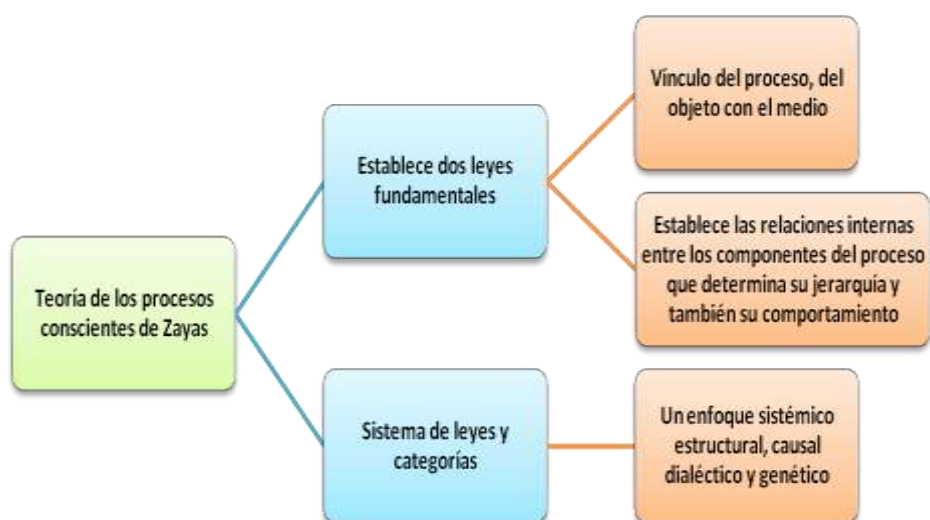 Teoría de los procesos
conscientes de Zayas
Establece dos leyes
fundamentales
Vínculo del proceso, del
objeto con el medio
Establece las relaciones internas
entre los componentes del proceso
que determina su jerarquía y
también su comportamiento
Sistema de leyes y
categorías
Un enfoque sistémico
estructural, causal
dialéctico y genético